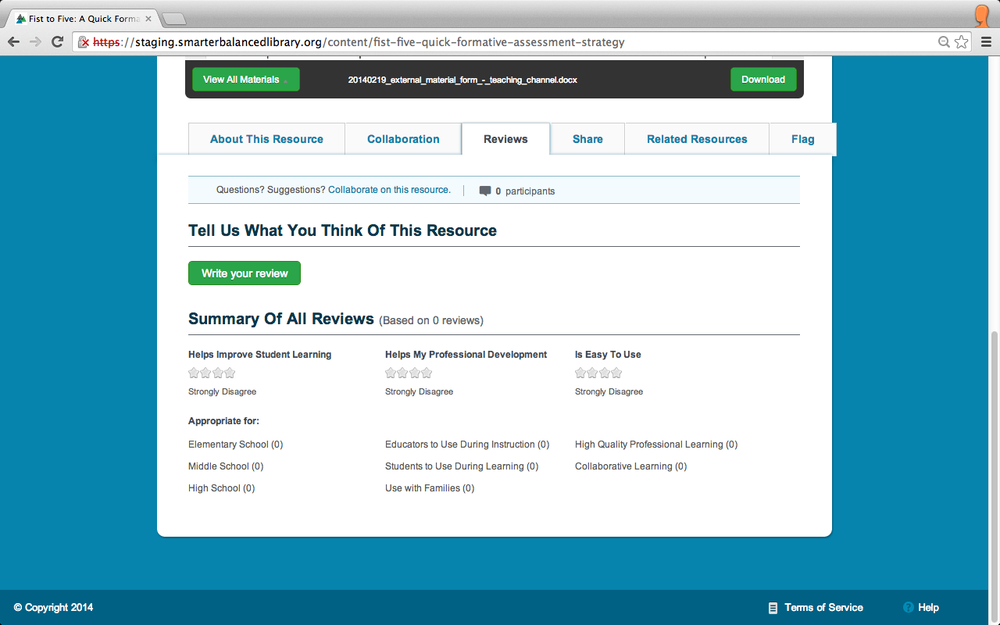 Fist to Five: A Quick Forma
https://staging.smarterbalancedlibrary.org/content/fist-five-quick-formative-assessment-strategy
View All Materials
20140219_external_material_form_-_teaching_channel.docx
Download
About This Resource
Collaboration
Reviews
Share
Related Resources
Flag
Questions? Suggestions? Collaborate on this resource.
0 participants
Tell Us What You Think Of This Resource
Write your review
Summary Of All Reviews (Based on 0 reviews)
Helps Improve Student Learning
Helps My Professional Development
Is Easy To Use
Strongly Disagree
Strongly Disagree
Strongly Disagree
Appropriate for:
Elementary School (0)
Educators to Use During Instruction (0)
High Quality Professional Learning (0)
Middle School (0)
Students to Use During Learning (0)
Collaborative Learning (0)
High School (0)
Use with Families (0)
© Copyright 2014
Terms of Service
? Help